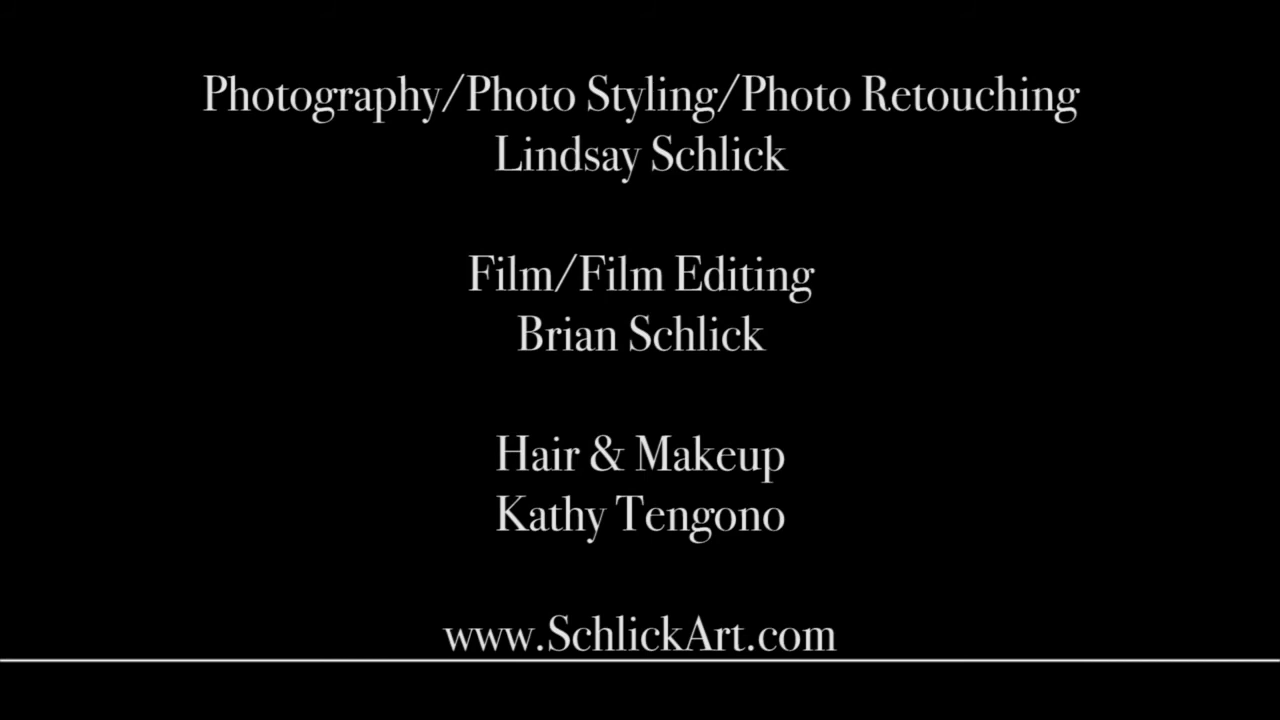 Photography/Photo Styling/Photo Retouching
Lindsay Schlick
Film/Film Editing
Brian Schlick
Hair & Makeup
Kathy Tengono
www.SchlickArt.com